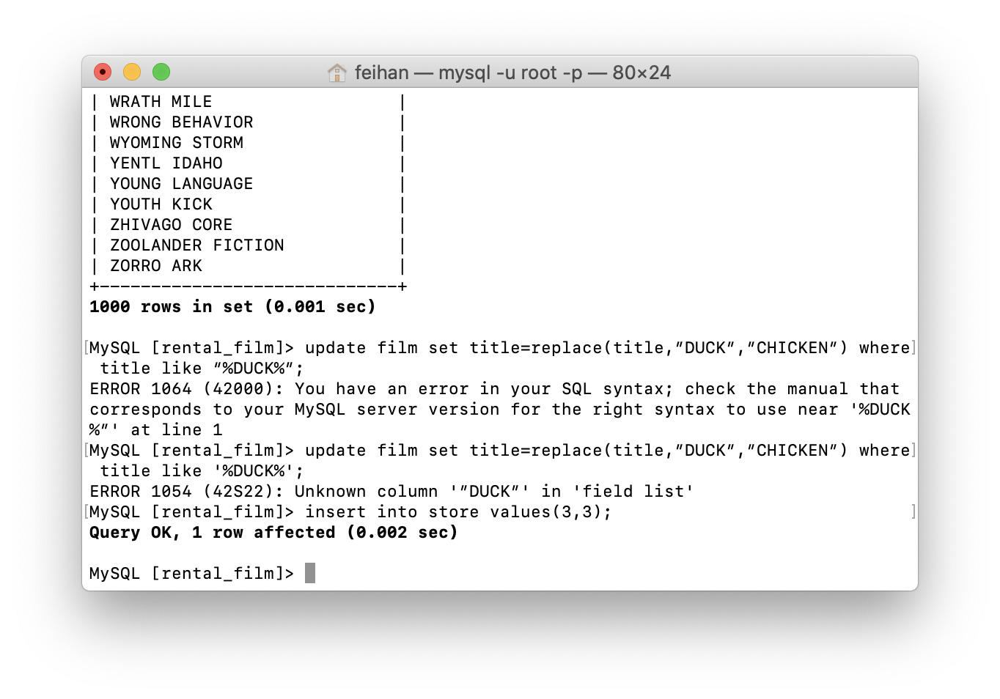 feihan — mysql -u root -p — 80×24
| WRATH MILE                  |
| WRONG BEHAVIOR              |
| WYOMING STORM               |
| YENTL IDAHO                 |
| YOUNG LANGUAGE              |
| YOUTH KICK                  |
| ZHIVAGO CORE                |
| ZOOLANDER FICTION           |
| ZORRO ARK                   |
+-----------------------------+
1000 rows in set (0.001 sec)
[MySQL [rental_film]> update film set title=replace(title,”DUCK”,”CHICKEN”) where]
 title like “%DUCK%”;
ERROR 1064 (42000): You have an error in your SQL syntax; check the manual that
corresponds to your MySQL server version for the right syntax to use near '%DUCK
%”' at line 1
[MySQL [rental_film]> update film set title=replace(title,”DUCK”,”CHICKEN”) where]
 title like '%DUCK%';
ERROR 1054 (42S22): Unknown column '”DUCK”' in 'field list'
[MySQL [rental_film]> insert into store values(3,3);                             ]
Query OK, 1 row affected (0.002 sec)
MySQL [rental_film]>